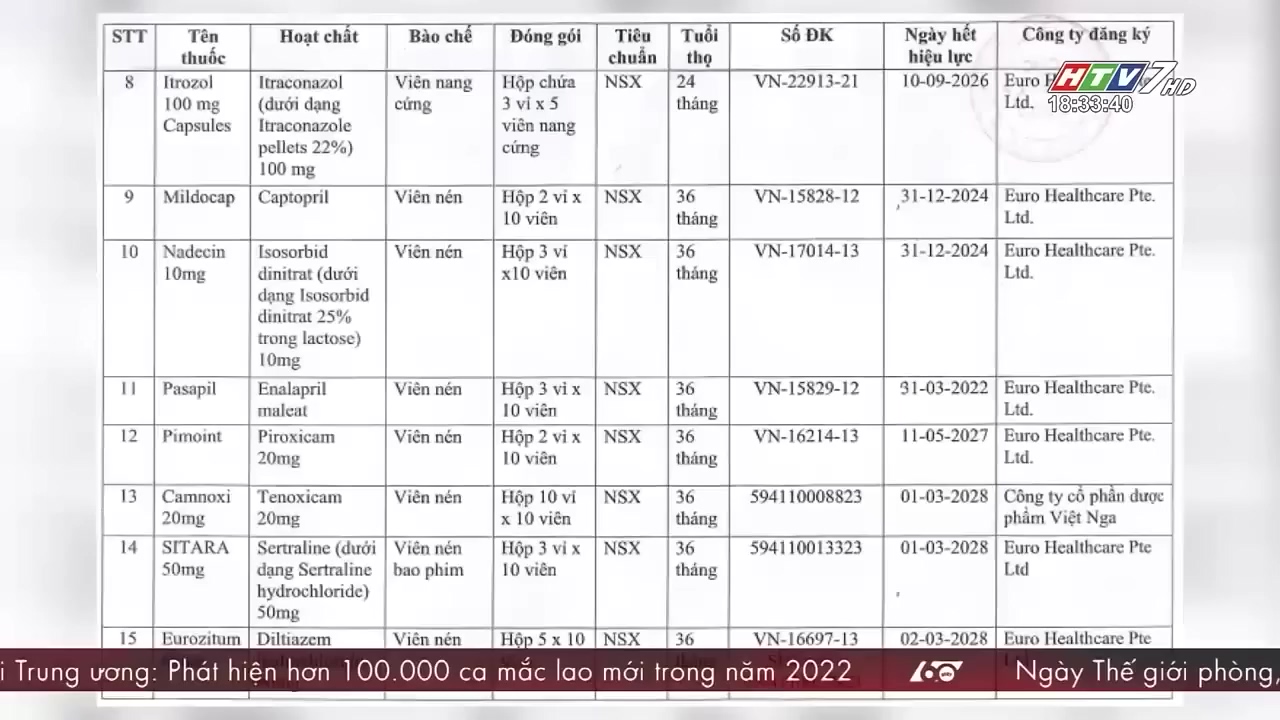 STT Tên thuốc Hoạt chất Bào chế Đóng gói Tiêu chuẩn Tuổi thọ Số ĐK Ngày hết hiệu lực Công ty đăng ký
8 Itrozol 100 mg Capsules Itraconazol (dưới dạng Itraconazole pellets 22%) 100 mg Viên nang cứng Hộp chứa 3 vỉ x 5 viên nang cứng NSX 24 tháng VN-22913-21 10-09-2026 Euro Ltd.
HTV7 HD
18:33:40
9 Mildocap Captopril Viên nén Hộp 2 vỉ x 10 viên NSX 36 tháng VN-15828-12 31-12-2024 Euro Healthcare Pte. Ltd.
10 Nadecin 10mg Isosorbid dinitrat (dưới dạng Isosorbid dinitrat 25% trong lactose) 10mg Viên nén Hộp 3 vỉ x10 viên NSX 36 tháng VN-17014-13 31-12-2024 Euro Healthcare Pte. Ltd.
11 Pasapil Enalapril maleat Viên nén Hộp 3 vỉ x 10 viên NSX 36 tháng VN-15829-12 31-03-2022 Euro Healthcare Pte. Ltd.
12 Pimoint Piroxicam 20mg Viên nén Hộp 2 vỉ x 10 viên NSX 36 tháng VN-16214-13 11-05-2027 Euro Healthcare Pte. Ltd.
13 Camnoxi 20mg Tenoxicam 20mg Viên nén Hộp 10 vỉ x 10 viên NSX 36 tháng 594110008823 01-03-2028 Công ty cổ phần dược phẩm Việt Nga
14 SITARA 50mg Sertraline (dưới dạng Sertraline hydrochloride) 50mg Viên nén bao phim Hộp 3 vỉ x 10 viên NSX 36 tháng 594110013323 01-03-2028 Euro Healthcare Pte Ltd
15 Eurozitum Diltiazem Viên nén Hộp 5 x 10 NSX 36 VN-16697-13 02-03-2028 Euro Healthcare Pte
i Trung ương: Phát hiện hơn 100.000 ca mắc lao mới trong năm 2022 60 Ngày Thế giới phòng,